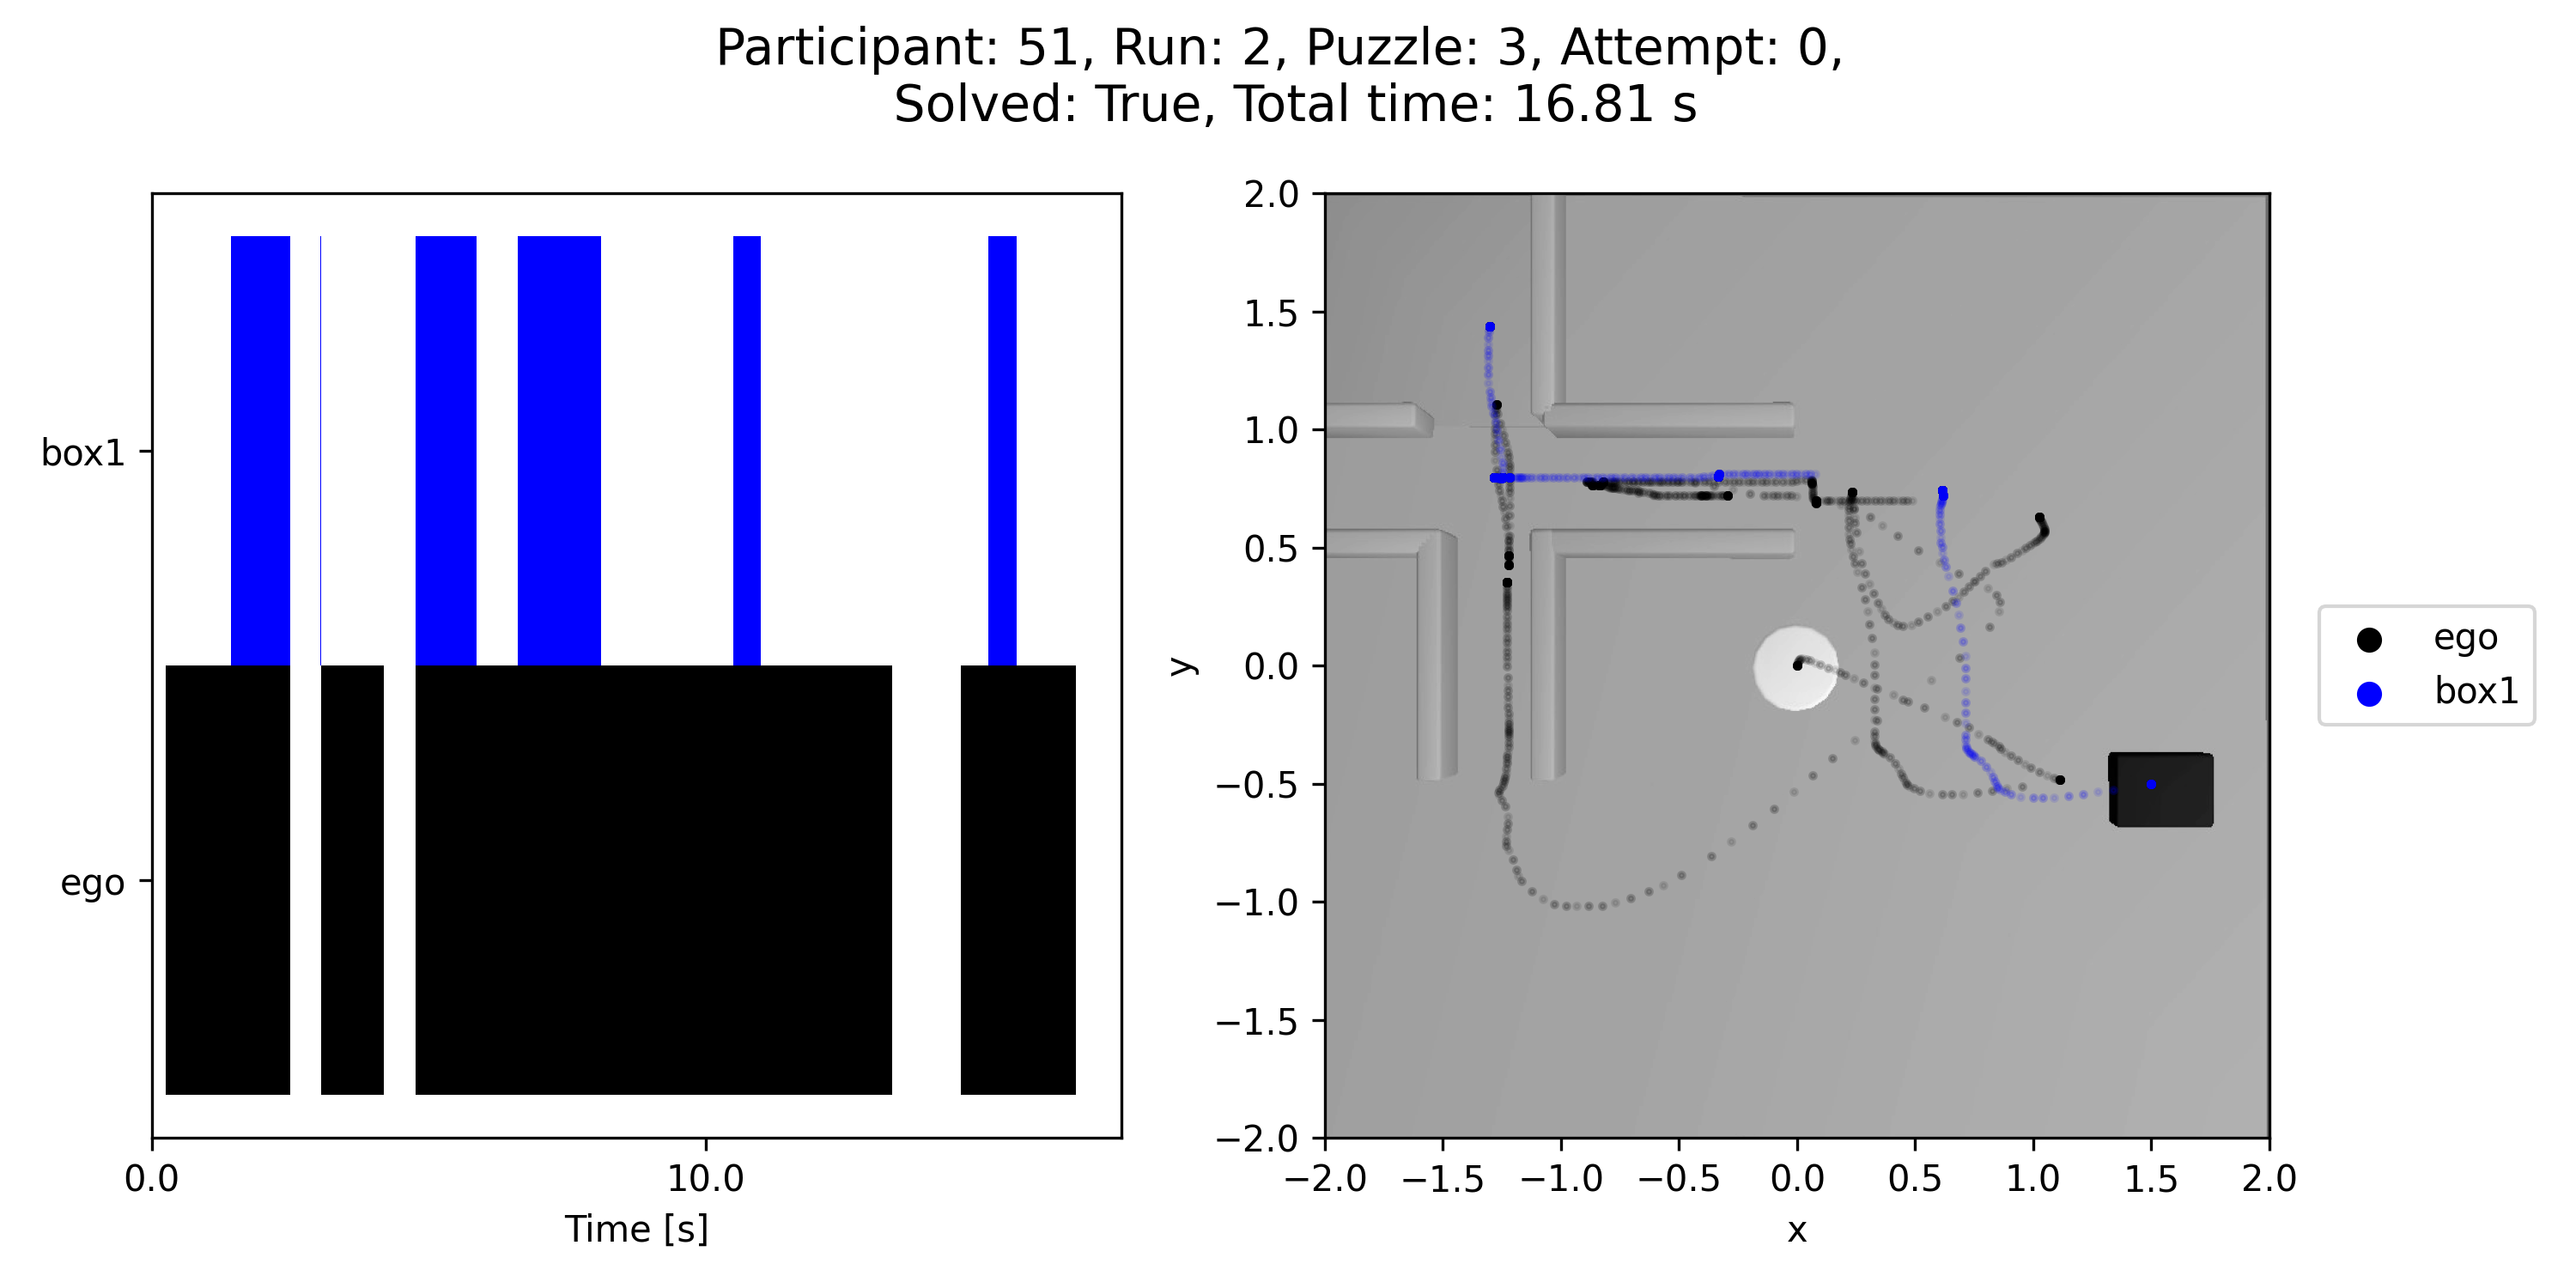 Participant: 51, Run: 2, Puzzle: 3, Attempt: 0,
Solved: True, Total time: 16.81 s
box1
ego
0.0
10.0
Time [s]
2.0
1.5
1.0
0.5
0.0
−0.5
−1.0
−1.5
−2.0
y
−2.0 −1.5 −1.0 −0.5 0.0 0.5 1.0 1.5 2.0
x
ego
box1